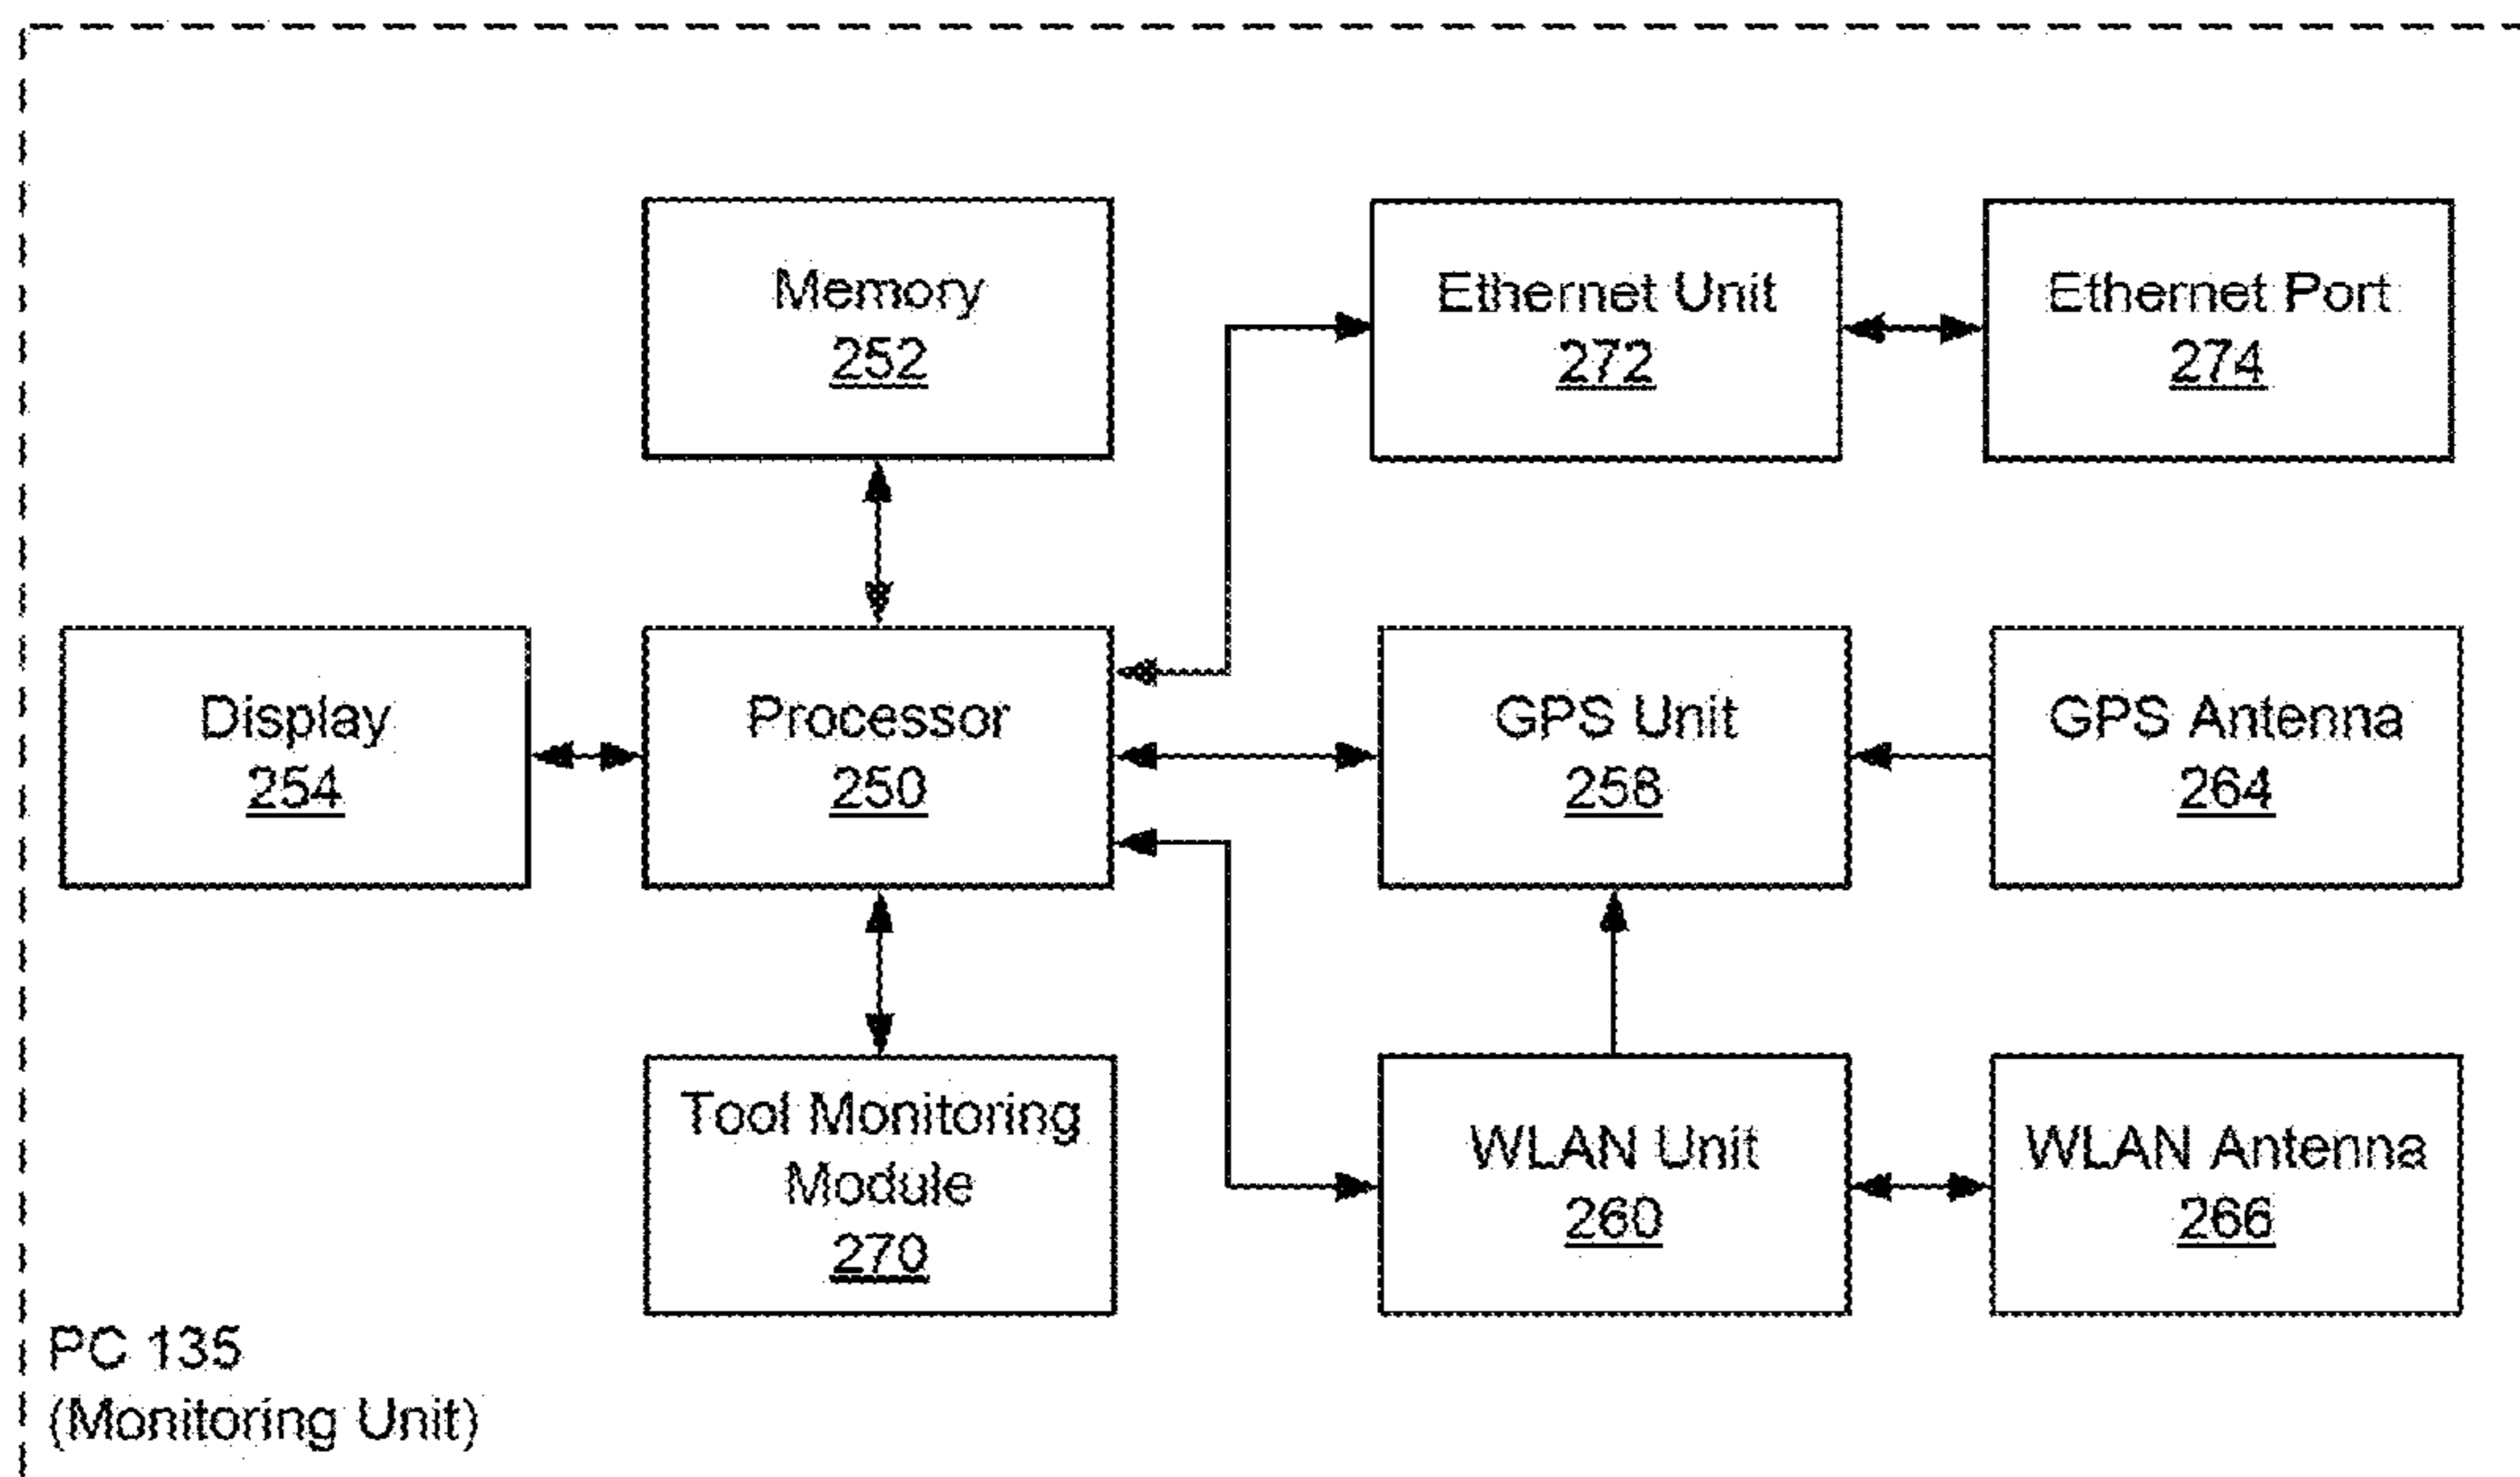 Memory
252
Ethernet Unit
272
Ethernet Port
274
Display
254
Processor
250
GPS Unit
258
GPS Antenna
264
Tool Monitoring
Module
270
WLAN Unit
260
WLAN Antenna
266
PC 135
(Monitoring Unit)